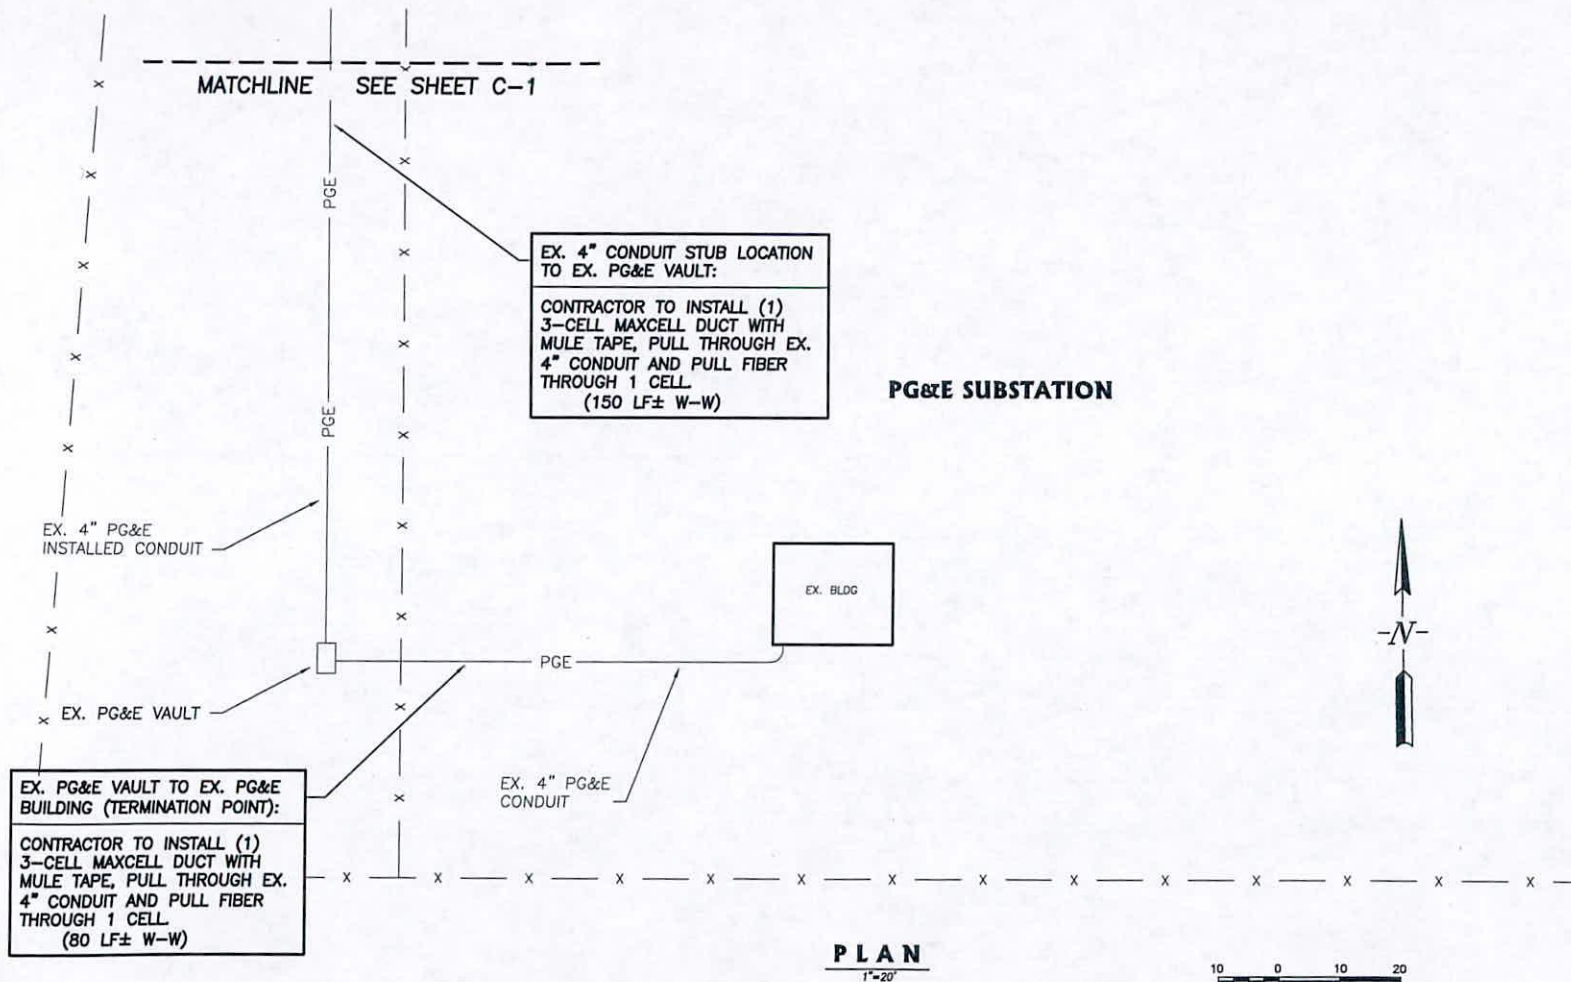 MATCHLINE SEE SHEET C-1
PGE
EX. 4" CONDUIT STUB LOCATION
TO EX. PG&E VAULT:
CONTRACTOR TO INSTALL (1)
3-CELL MAXCELL DUCT WITH
MULE TAPE, PULL THROUGH EX.
4" CONDUIT AND PULL FIBER
THROUGH 1 CELL.
(150 LF± W-W)
PG&E SUBSTATION
PGE
EX. 4" PG&E
INSTALLED CONDUIT
EX. BLDG
-N-
PGE
EX. PG&E VAULT
EX. 4" PG&E
CONDUIT
EX. PG&E VAULT TO EX. PG&E
BUILDING (TERMINATION POINT):
CONTRACTOR TO INSTALL (1)
3-CELL MAXCELL DUCT WITH
MULE TAPE, PULL THROUGH EX.
4" CONDUIT AND PULL FIBER
THROUGH 1 CELL.
(80 LF± W-W)
PLAN
1"=20'
10 0 10 20